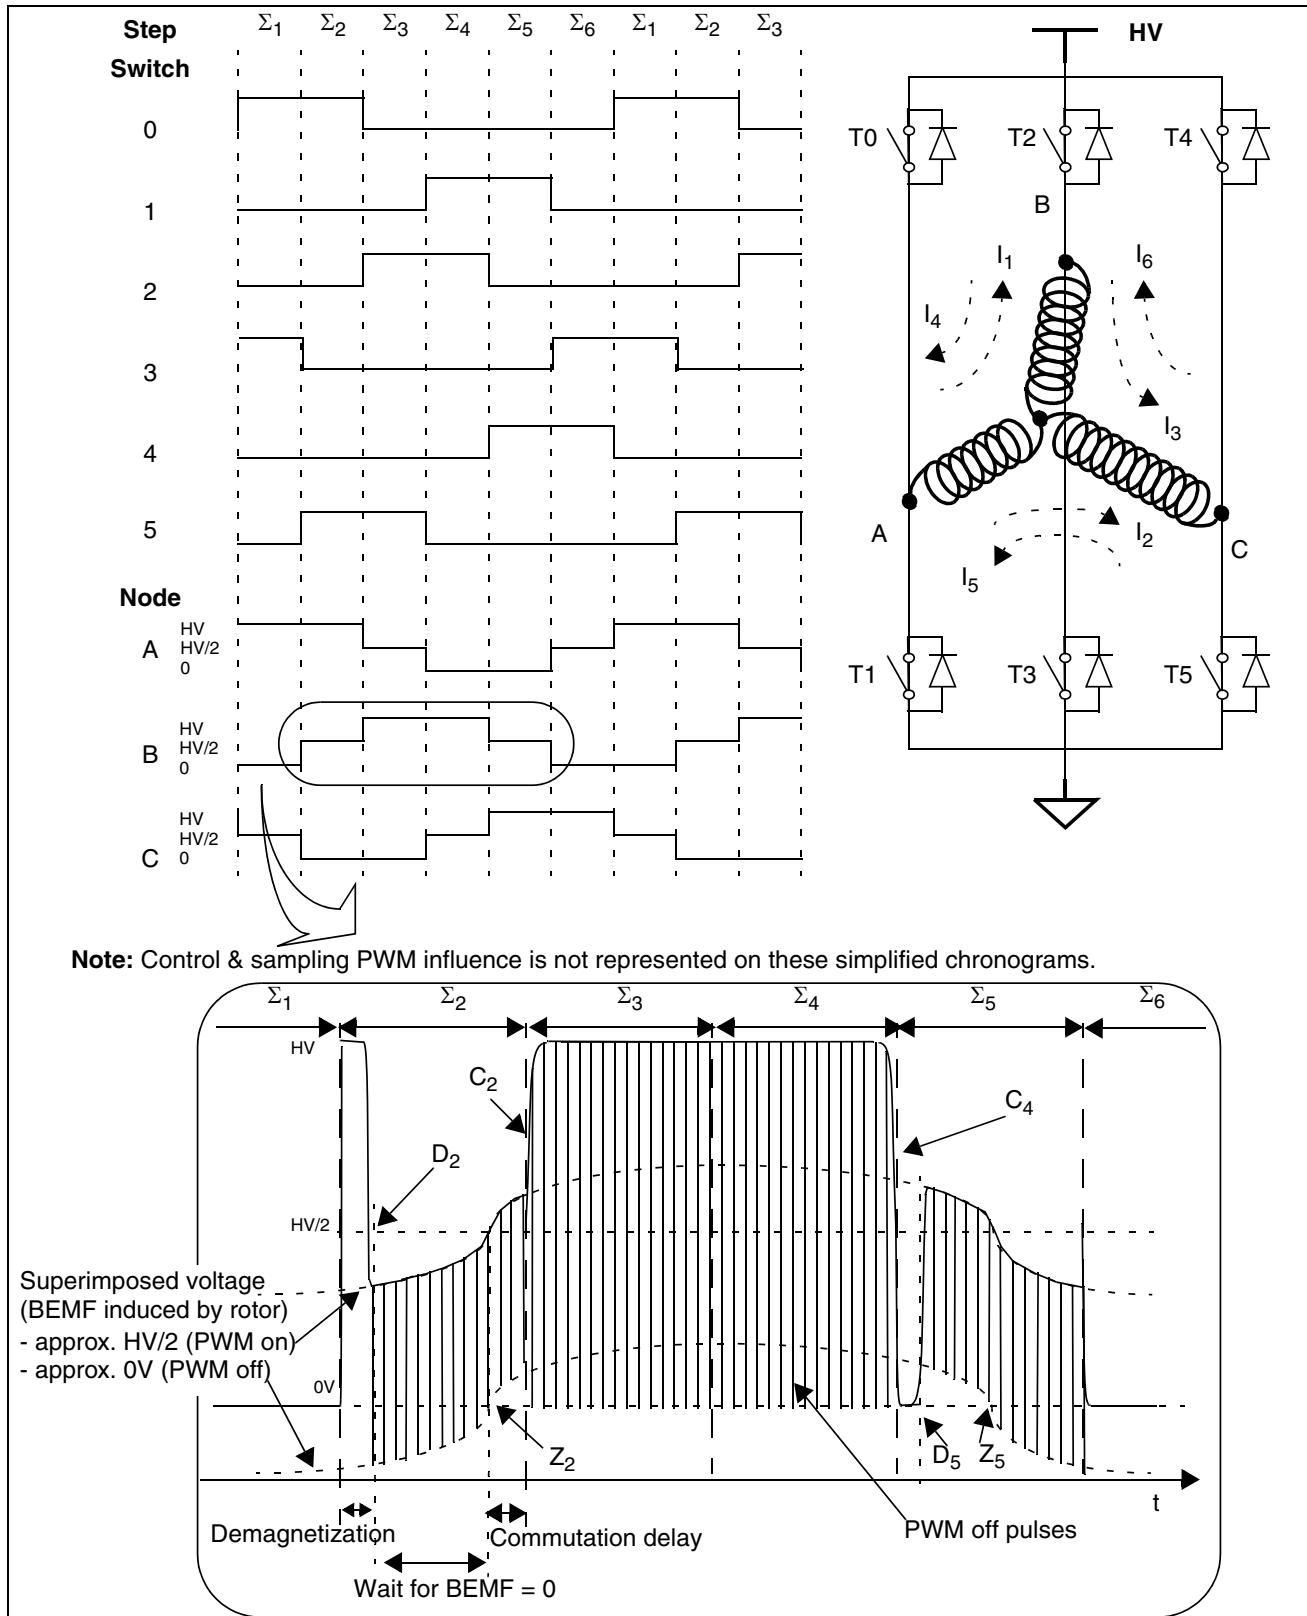 Step Σ1 Σ2 Σ3 Σ4 Σ5 Σ6 Σ1 Σ2 Σ3
Switch
0
1
2
3
4
5
Node
A HV HV/2 0
B HV HV/2 0
C HV HV/2 0
HV
T0 T2 T4
B
I1 I6
I4
I3
A
I2
C
I5
T1 T3 T5
Note: Control & sampling PWM influence is not represented on these simplified chronograms.
Σ1 Σ2 Σ3 Σ4 Σ5 Σ6
HV
C2
C4
D2
HV/2
Superimposed voltage
(BEMF induced by rotor)
- approx. HV/2 (PWM on)
- approx. 0V (PWM off)
0V
Z2
D5 Z5
t
Demagnetization
Commutation delay
PWM off pulses
Wait for BEMF = 0